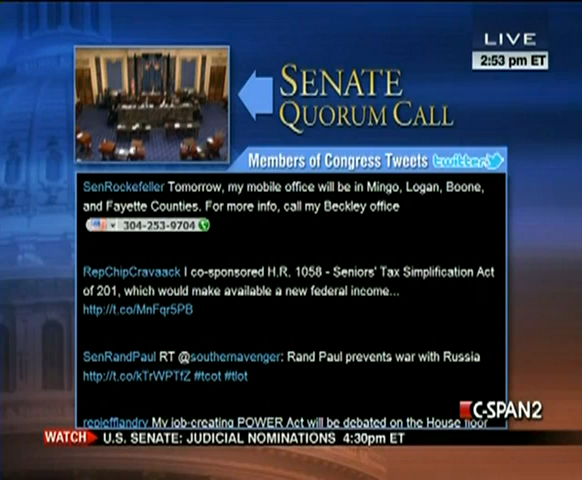 LIVE
2:53 pm ET
SENATE
QUORUM CALL
Members of Congress Tweets twitter
SenRockefeller Tomorrow, my mobile office will be in Mingo, Logan, Boone,
and Fayette Counties. For more info, call my Beckley office
304-253-9704
RepChipCravaack I co-sponsored H.R. 1058 - Seniors' Tax Simplification Act
of 201, which would make available a new federal income...
http://t.co/MnFqr5PB
SenRandPaul RT @southernavenger: Rand Paul prevents war with Russia
http://t.co/kTrWPTfZ #tcot #tlot
repjefflandry My job-creating POWER Act will be debated on the House floor
C-SPAN2
WATCH U.S. SENATE: JUDICIAL NOMINATIONS 4:30pm ET